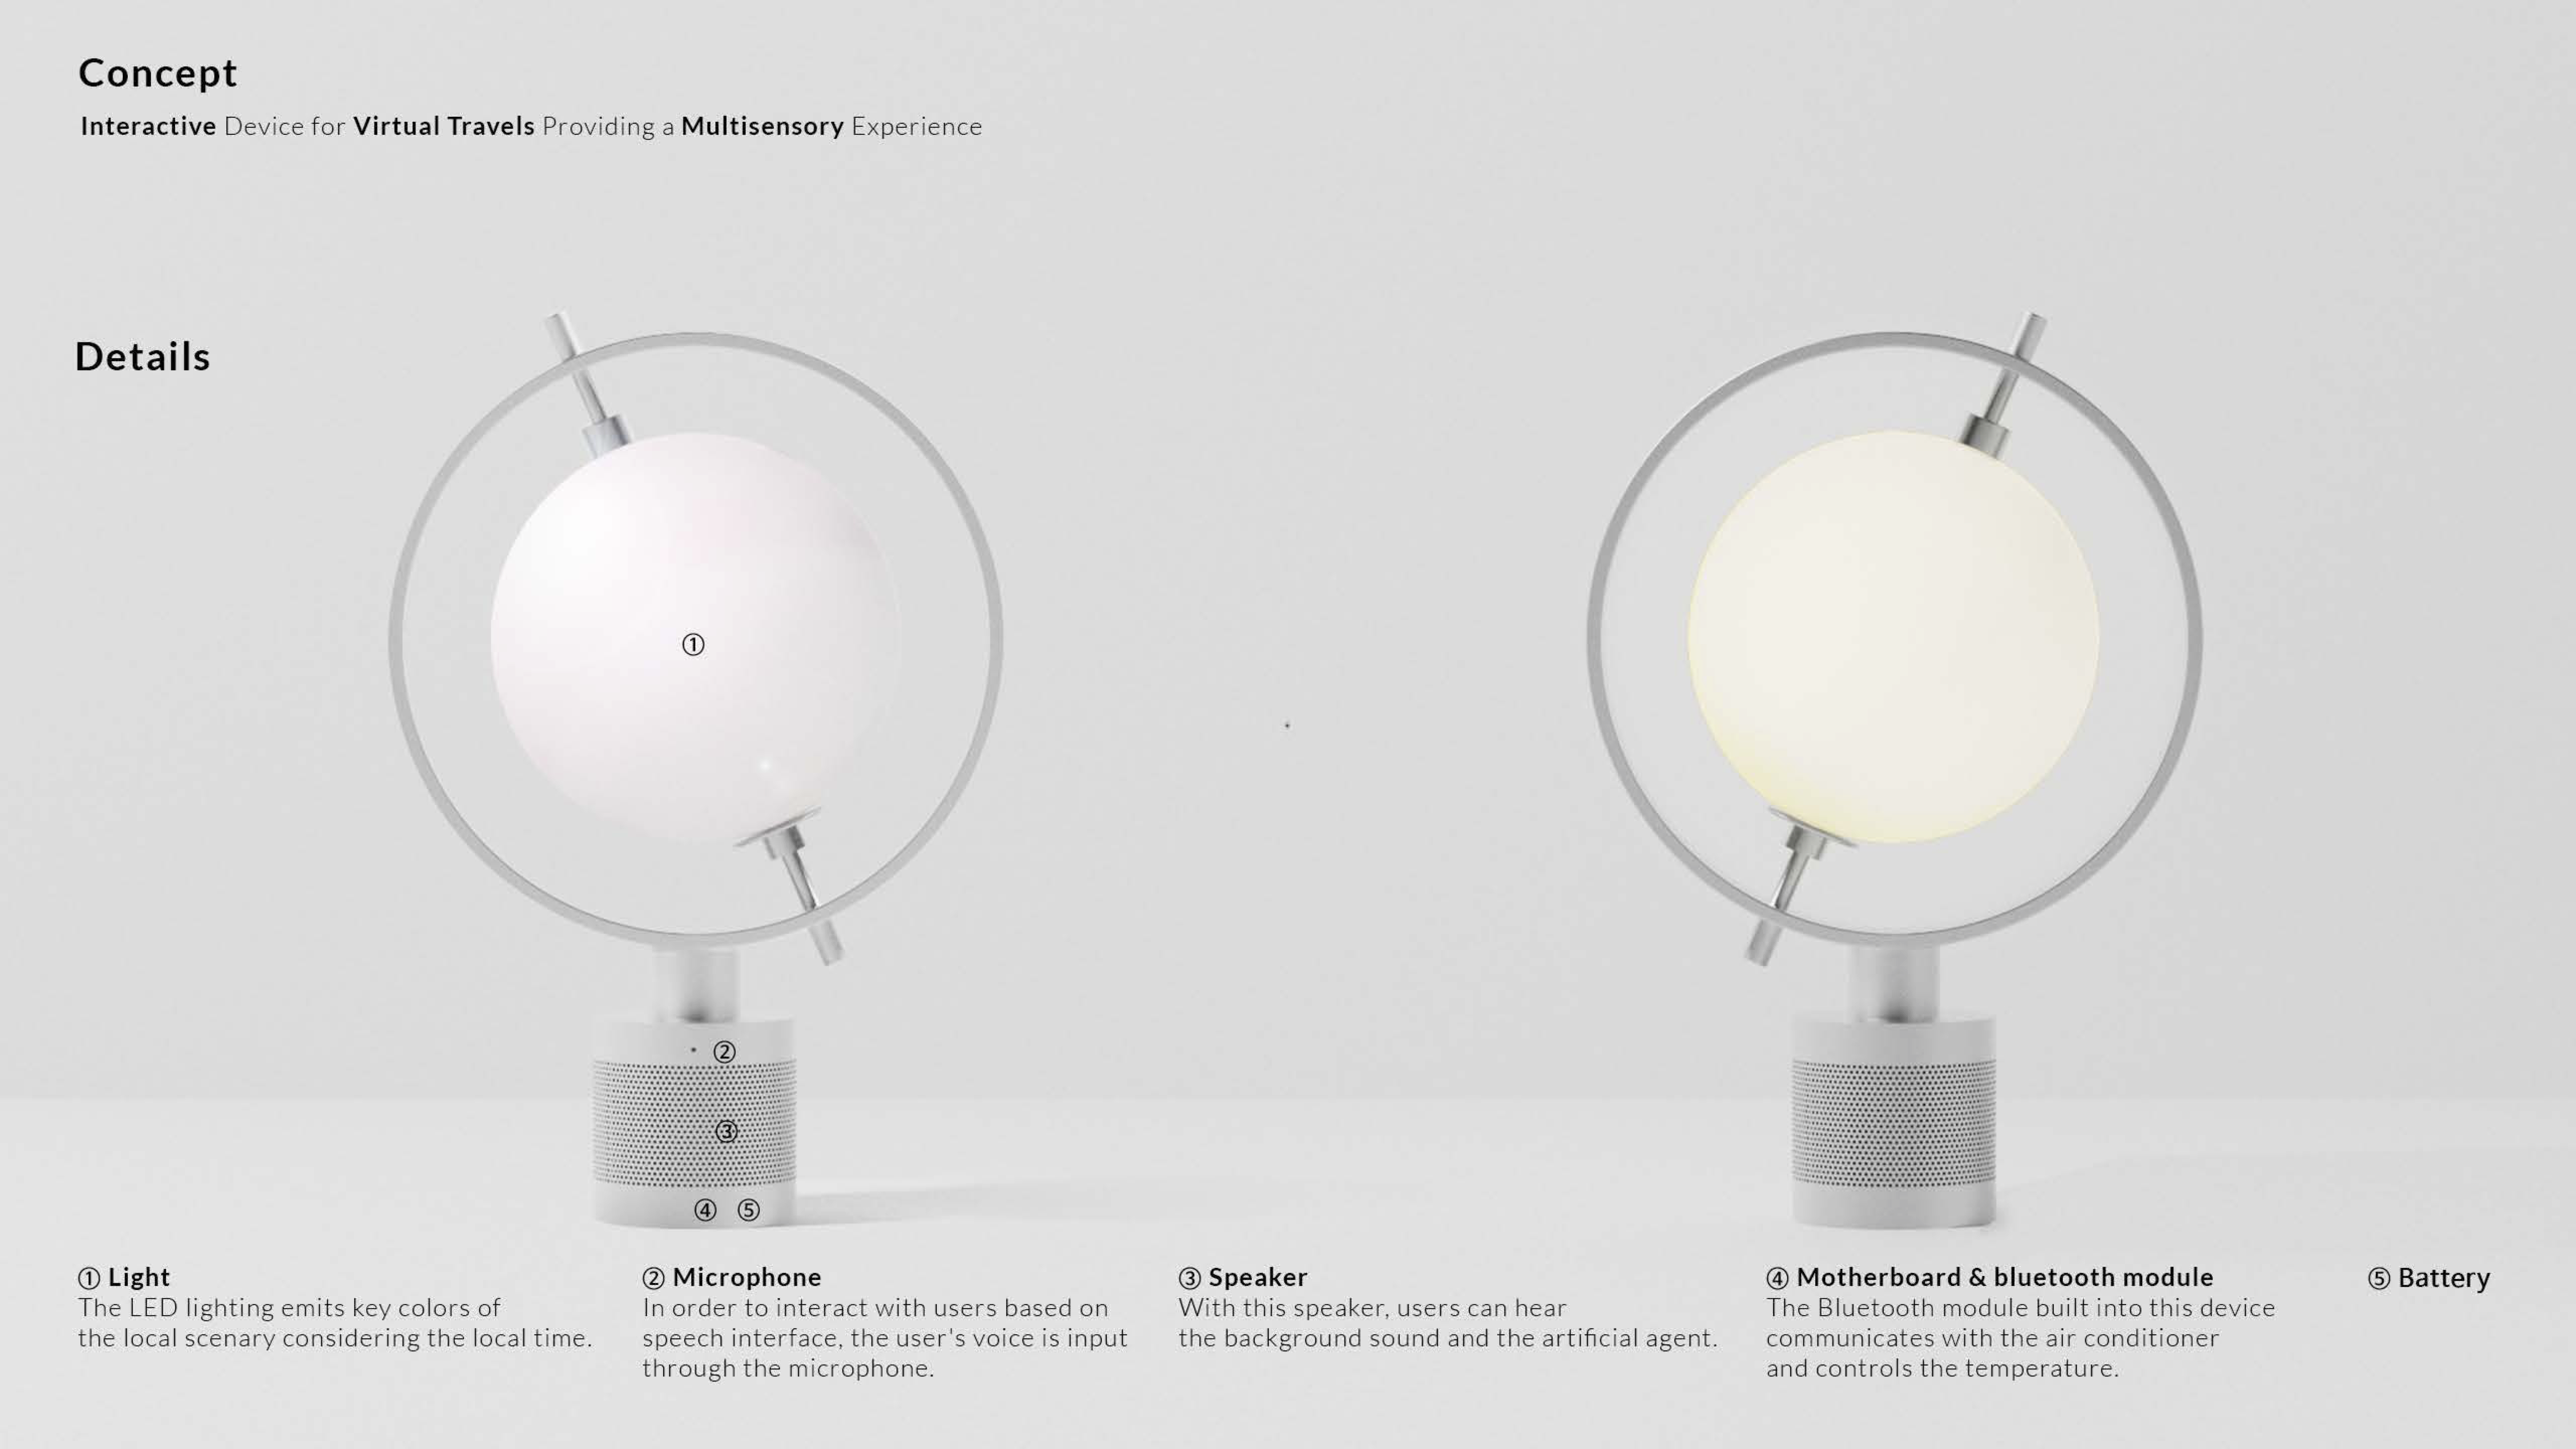 Concept
Interactive Device for Virtual Travels Providing a Multisensory Experience
Details
①
②
③
④ ⑤
① Light
The LED lighting emits key colors of
the local scenary considering the local time.
② Microphone
In order to interact with users based on
speech interface, the user's voice is input
through the microphone.
③ Speaker
With this speaker, users can hear
the background sound and the artificial agent.
④ Motherboard & bluetooth module
The Bluetooth module built into this device
communicates with the air conditioner
and controls the temperature.
⑤ Battery